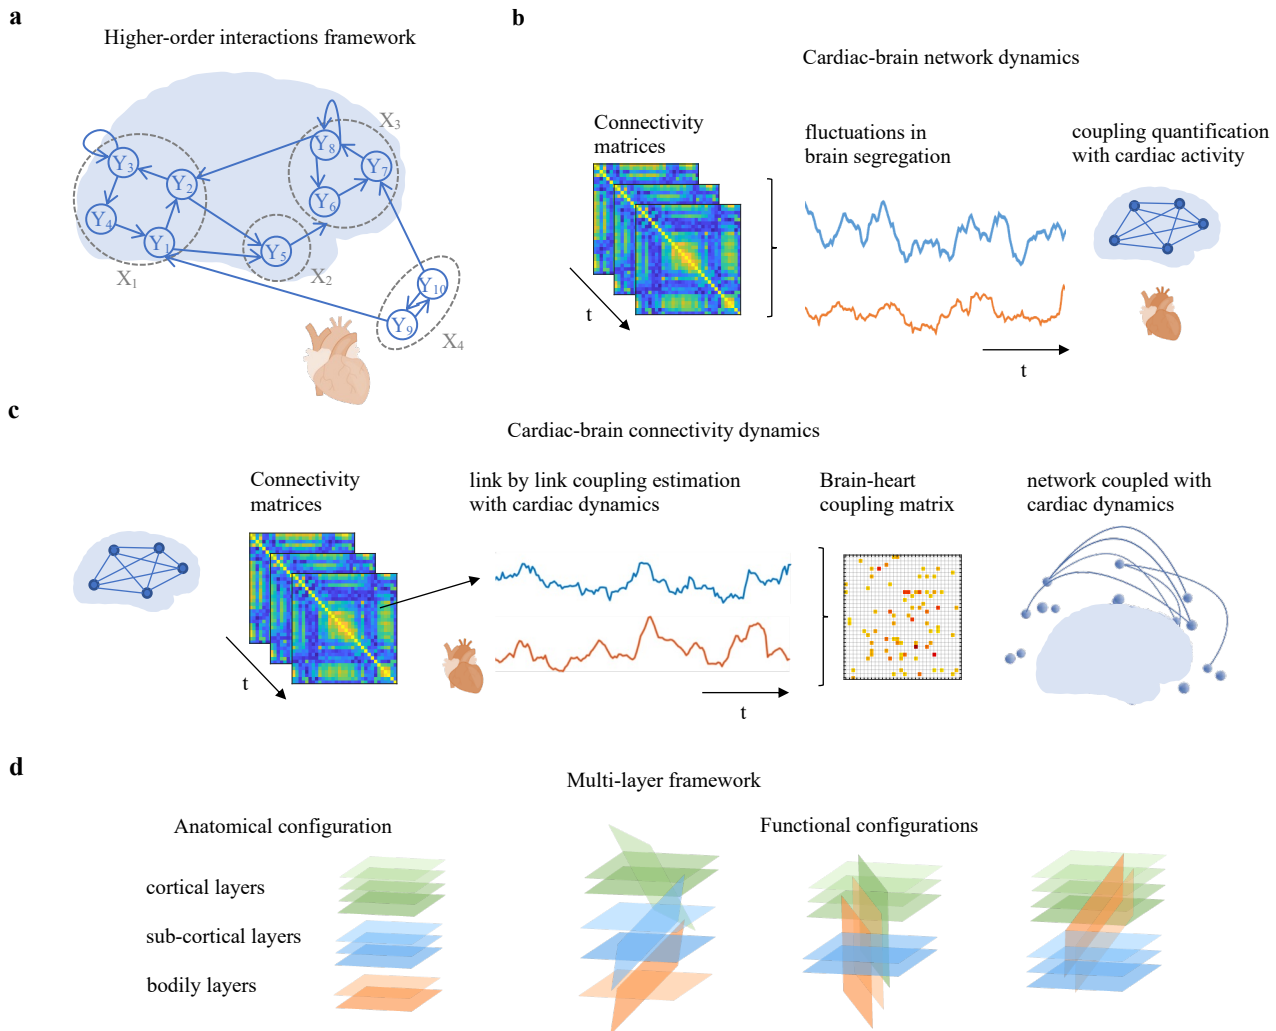 a
Higher-order interactions framework
X3
Y8
Y3
Y7
Y2
Y6
Y4
Y1
Y5
X1
X2
Y10
Y9
X4
b
Cardiac-brain network dynamics
Connectivity
matrices
fluctuations in
brain segregation
coupling quantification
with cardiac activity
t
t
c
Cardiac-brain connectivity dynamics
Connectivity
matrices
link by link coupling estimation
with cardiac dynamics
Brain-heart
coupling matrix
network coupled with
cardiac dynamics
t
t
d
Multi-layer framework
Anatomical configuration
Functional configurations
cortical layers
sub-cortical layers
bodily layers